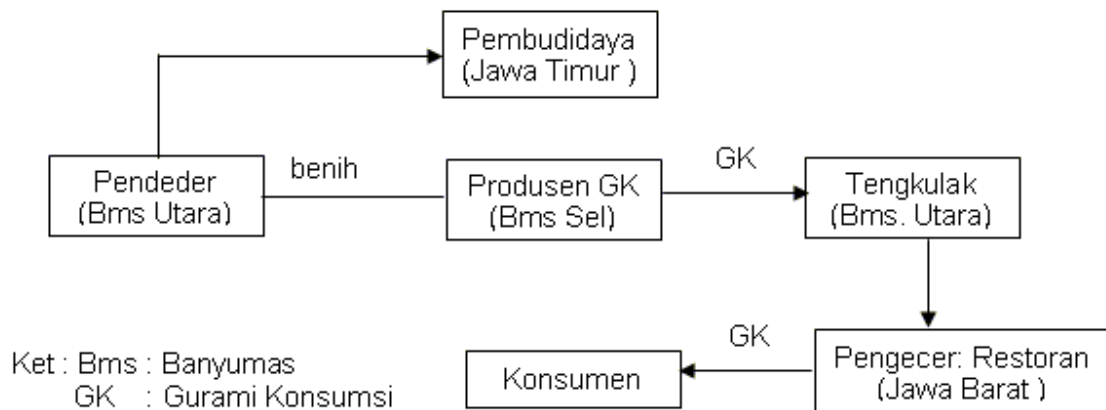 Pembudidaya
(Jawa Timur )
Pendeder
(Bms Utara)
benih
Produsen GK
(Bms Sel)
GK
Tengkulak
(Bms. Utara)
Pengecer: Restoran
(Jawa Barat )
GK
Konsumen
Ket : Bms : Banyumas
GK : Gurami Konsumsi